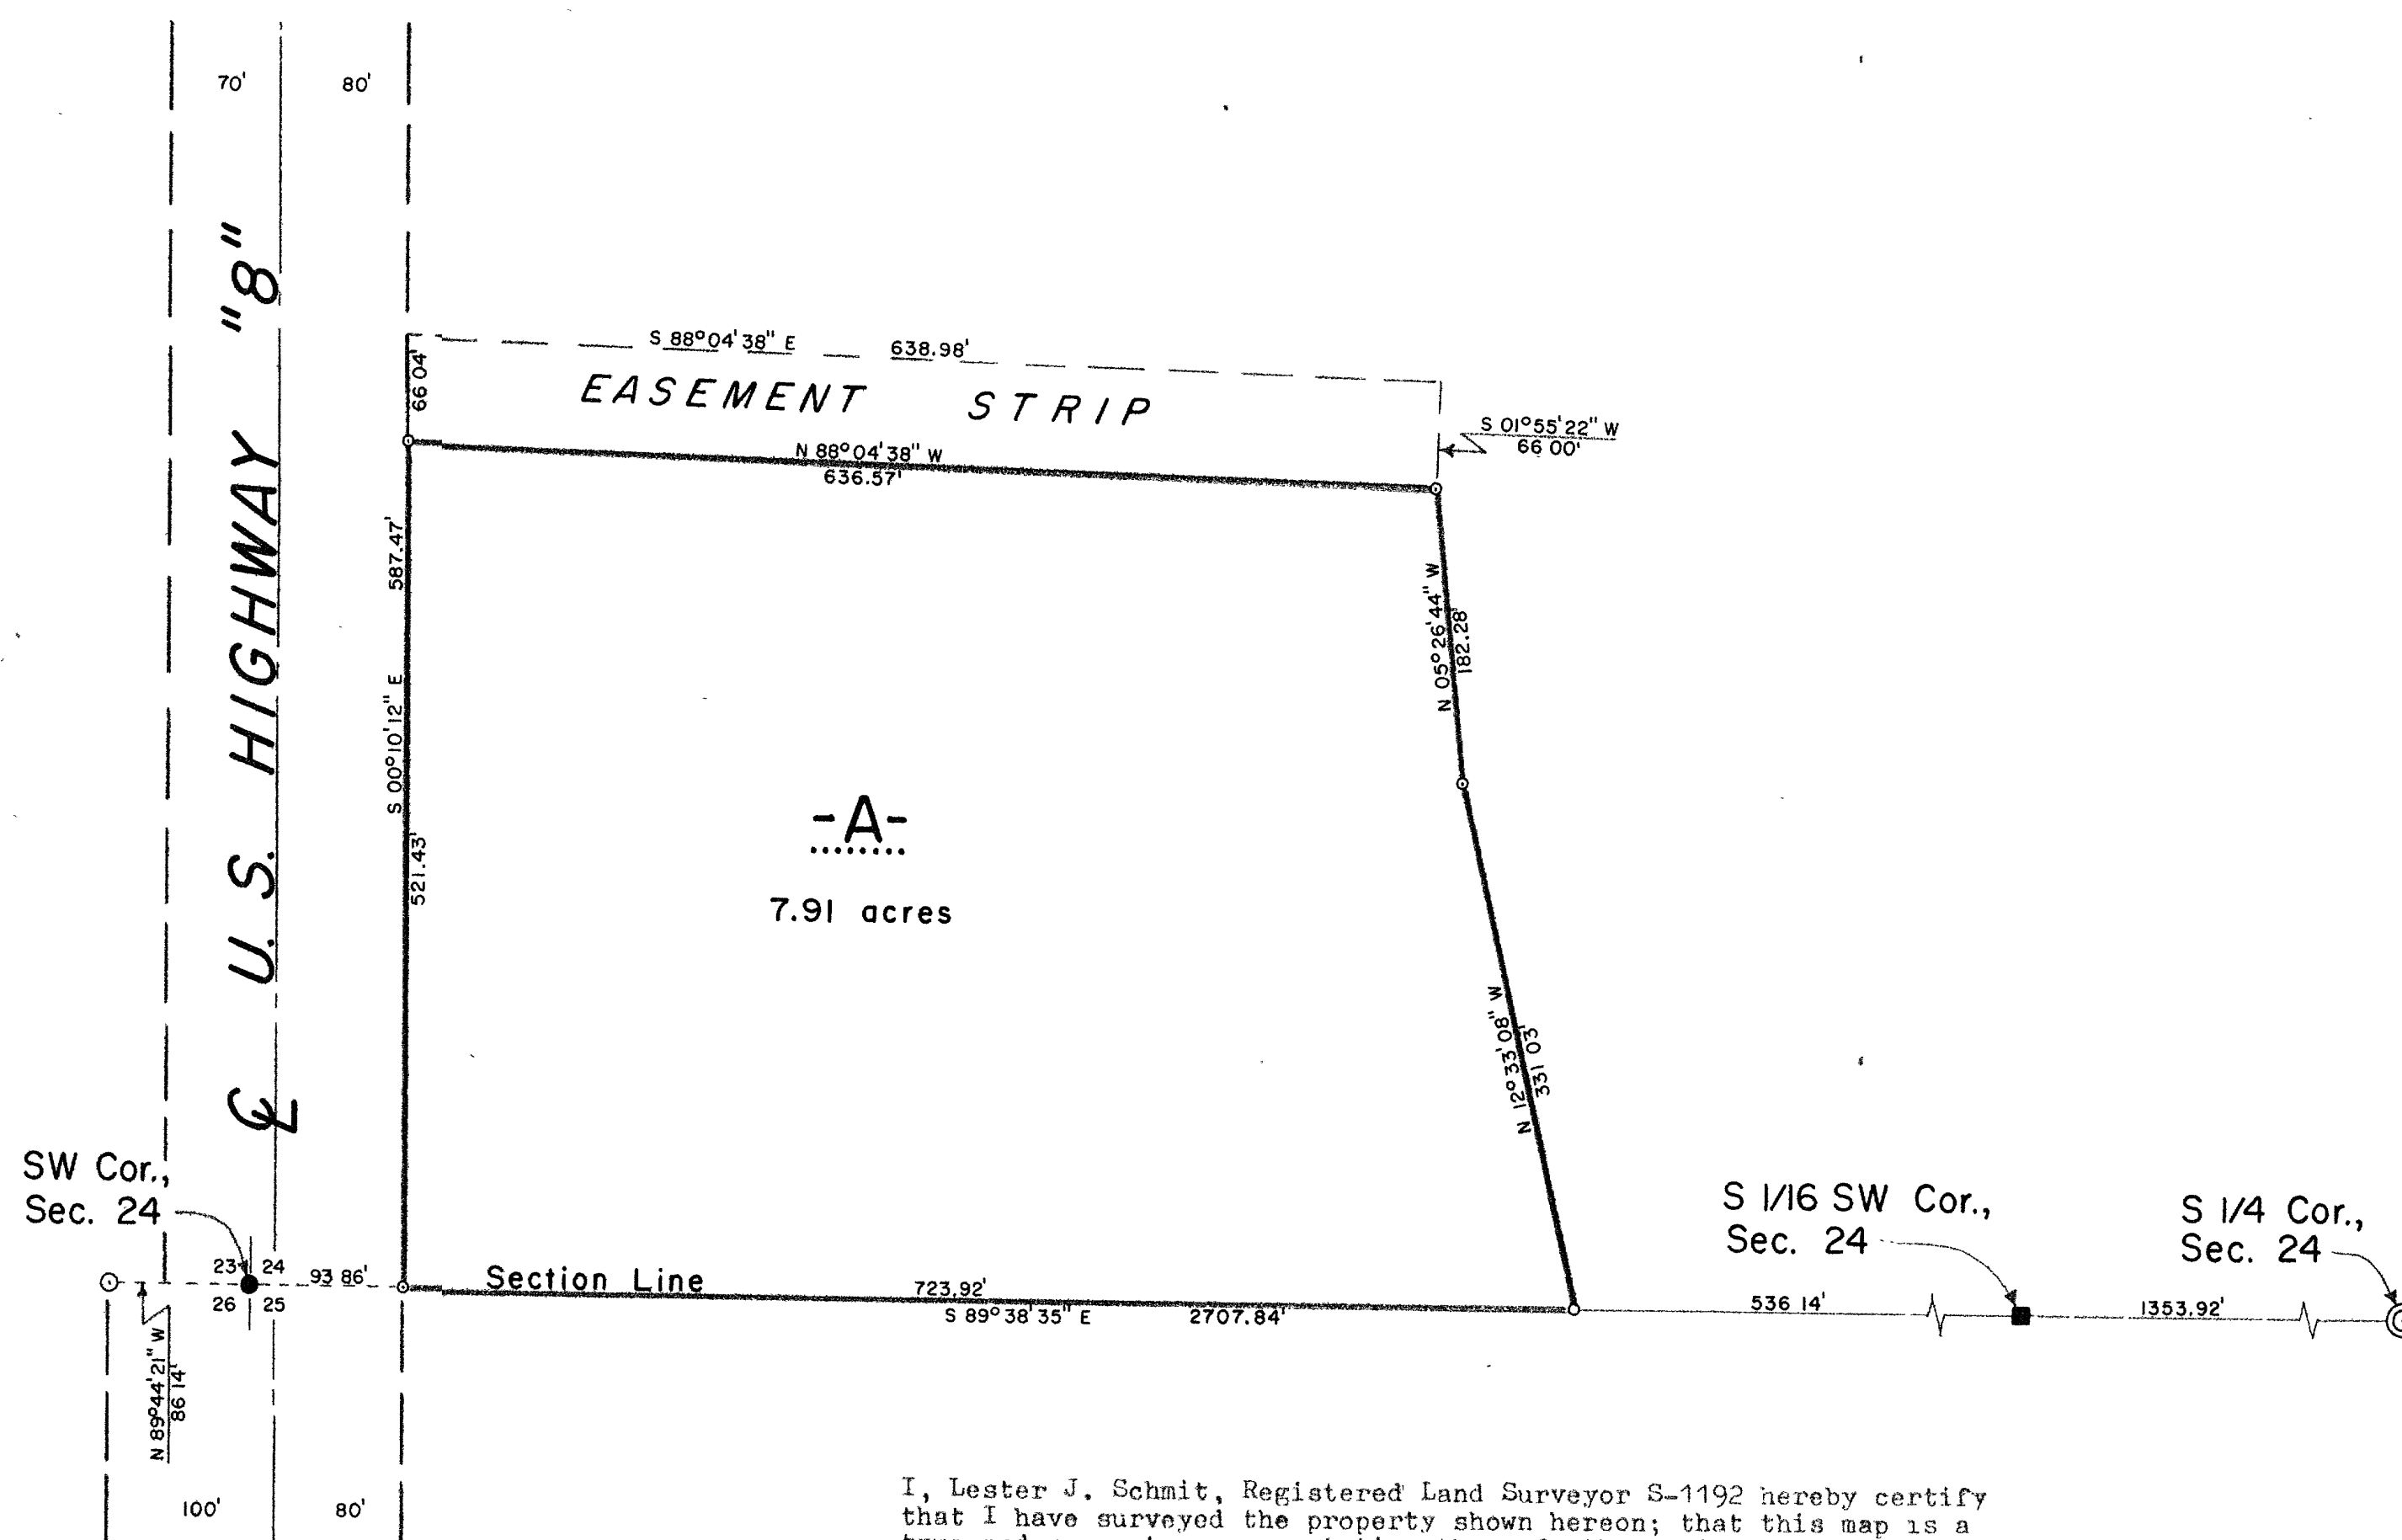 70'
80'
℄ U. S. HIGHWAY "8"
S 88°04'38" E 638.98'
EASEMENT STRIP
66 04'
S 01°55'22" W
66 00'
N 88°04'38" W
636.57'
587.47'
S 00°10'12" E
521.43'
N 05°26'44" W
182.28'
-A-
7.91 acres
N 12°33'08" W
331 03'
SW Cor.,
Sec. 24
S 1/16 SW Cor.,
Sec. 24
S 1/4 Cor.,
Sec. 24
23 24
26 25
93 86'
Section Line
723.92'
S 89°38'35" E 2707.84'
536 14'
1353.92'
N 89°44'21" W
86 14'
100'
80'
I, Lester J. Schmit, Registered Land Surveyor S-1192 hereby certify
that I have surveyed the property shown hereon; that this map is a